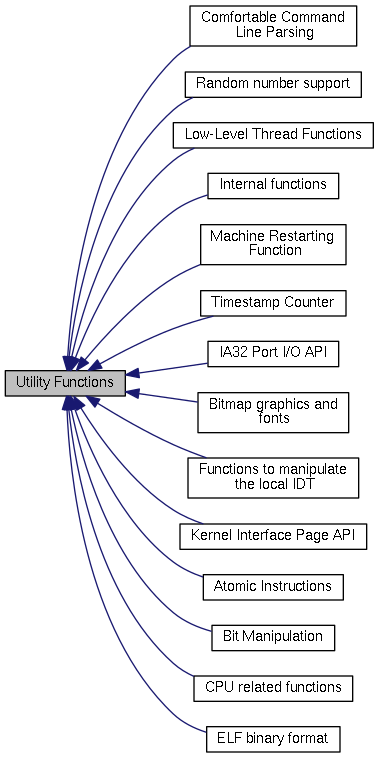 Comfortable Command
Line Parsing
Random number support
Low-Level Thread Functions
Internal functions
Machine Restarting
Function
Timestamp Counter
IA32 Port I/O API
Utility Functions
Bitmap graphics and
fonts
Functions to manipulate
the local IDT
Kernel Interface Page API
Atomic Instructions
Bit Manipulation
CPU related functions
ELF binary format